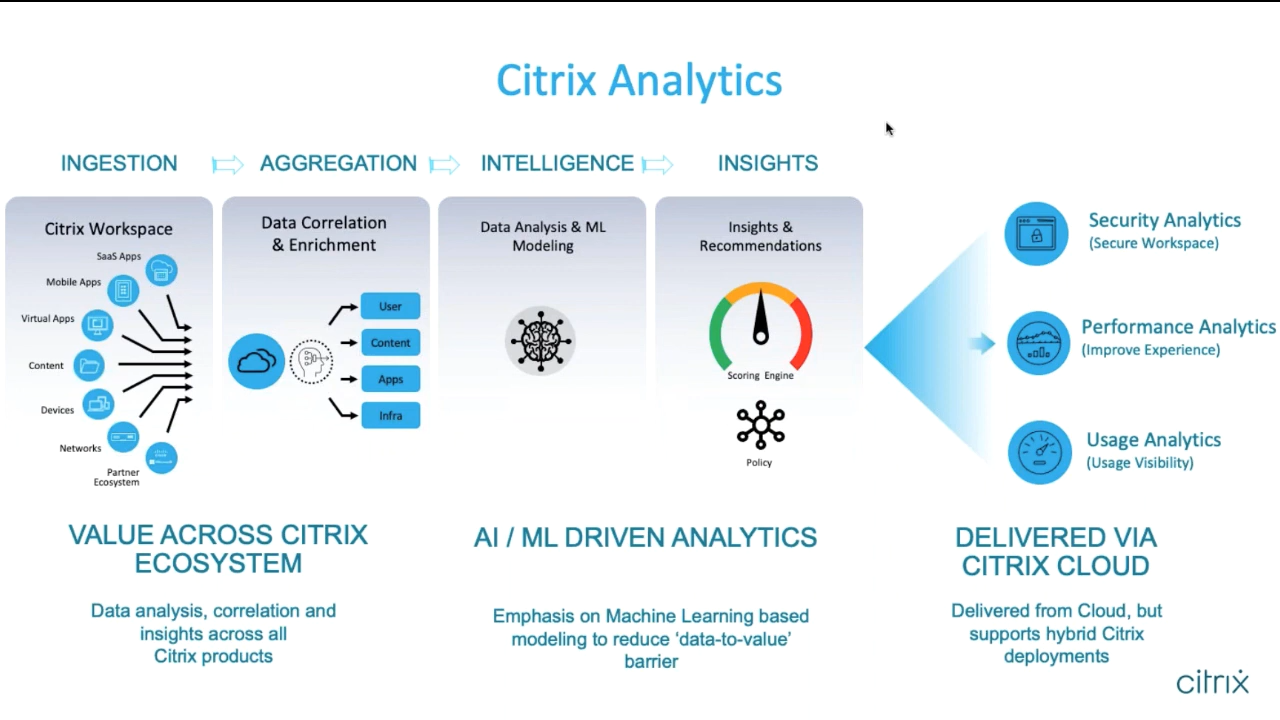 Citrix Analytics
INGESTION
AGGREGATION
INTELLIGENCE
INSIGHTS
Citrix Workspace
SaaS Apps
Mobile Apps
Virtual Apps
Content
Devices
Networks
Partner
Ecosystem
Data Correlation
& Enrichment
User
Content
Apps
Infra
Data Analysis & ML
Modeling
Insights &
Recommendations
Scoring Engine
Policy
Security Analytics
(Secure Workspace)
Performance Analytics
(Improve Experience)
Usage Analytics
(Usage Visibility)
VALUE ACROSS CITRIX
ECOSYSTEM
Data analysis, correlation and
insights across all
Citrix products
AI / ML DRIVEN ANALYTICS
Emphasis on Machine Learning based
modeling to reduce ‘data-to-value’
barrier
DELIVERED VIA
CITRIX CLOUD
Delivered from Cloud, but
supports hybrid Citrix
deployments
citrix